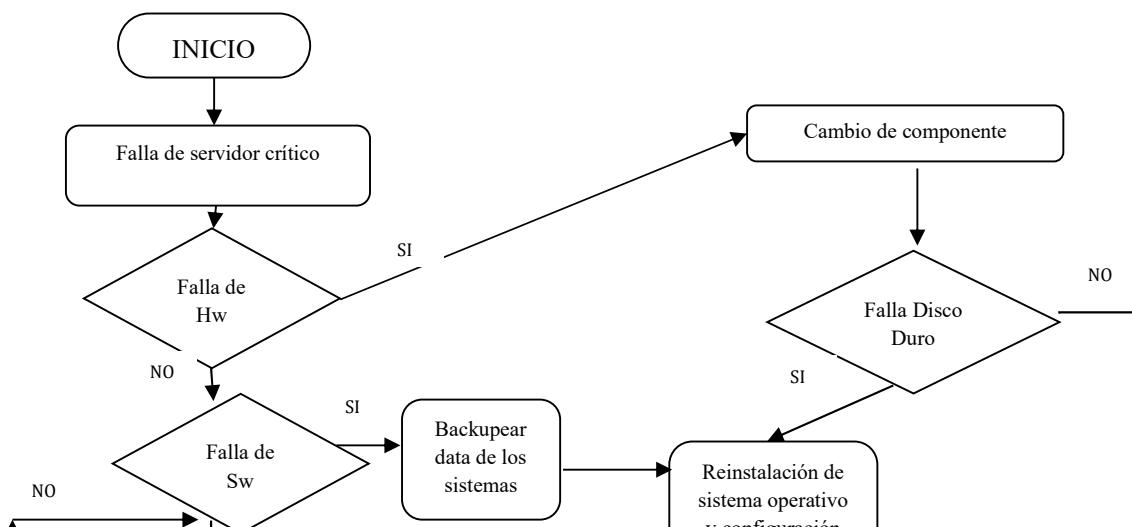 INICIO
Falla de servidor crítico
Cambio de componente
SI
Falla de
Hw
Falla Disco
Duro
NO
NO
SI
SI
Falla de
Sw
Backupear
data de los
sistemas
Reinstalación de
sistema operativo
y configuración
NO